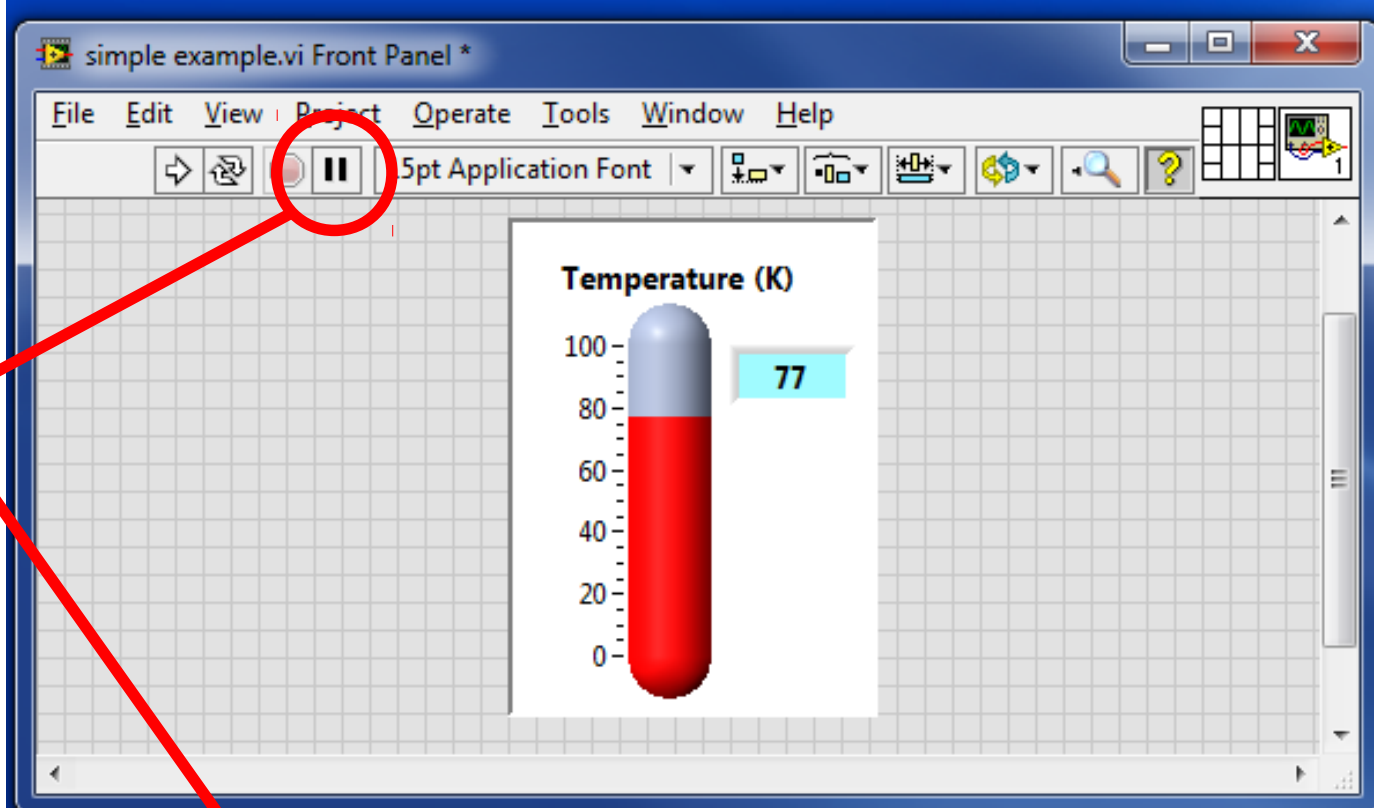 simple example.vi Front Panel *
File Edit View Project Operate Tools Window Help
5pt Application Font
?
1
Temperature (K)
100
77
80
60
40
20
0